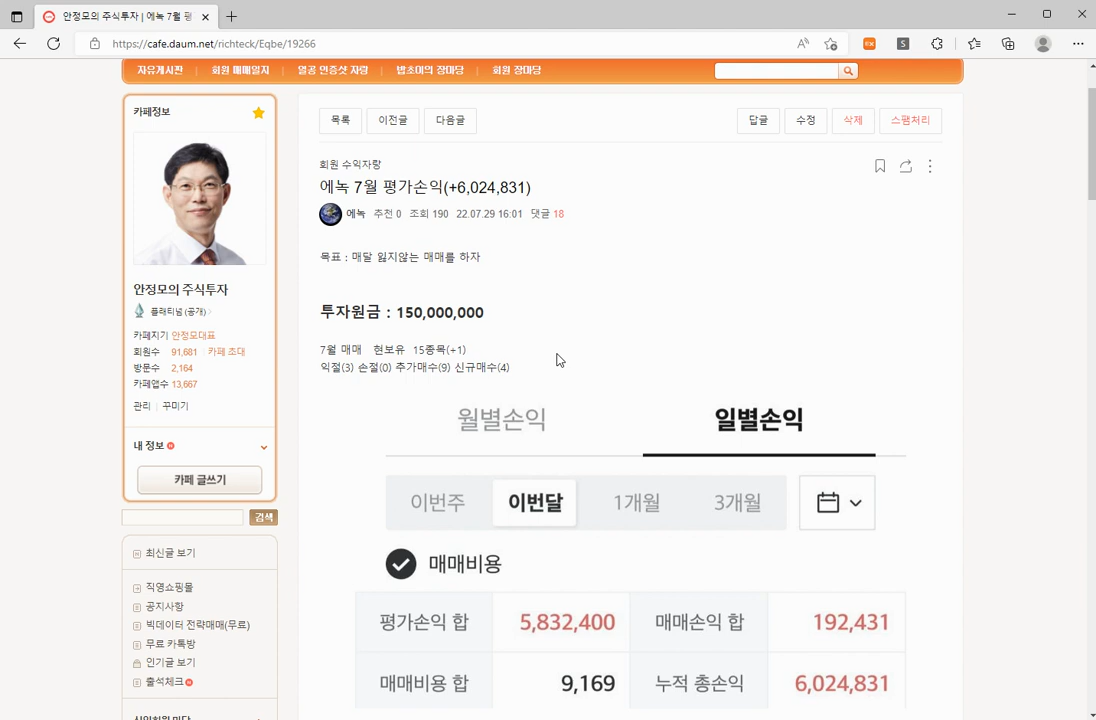 안정모의 주식투자 | 에녹 7월 평
https://cafe.daum.net/richteck/Eqbe/19266
자유게시판 | 회원 매매일지 | 열공 인증샷 자랑 | 밥초이의 장마당 | 회원 장마당
카페정보
안정모의 주식투자
플래티넘 (공개)
카페지기 안정모대표
회원수 91,681 카페 초대
방문수 2,164
카페앱수 13,667
관리 | 꾸미기
내 정보 N
카페 글쓰기
검색
최신글 보기
직영쇼핑몰
공지사항
빅데이터 전략매매(무료)
무료 카톡방
인기글 보기
출석체크 N
목록 이전글 다음글 답글 수정 삭제 스팸처리
회원 수익자랑
에녹 7월 평가손익(+6,024,831)
에녹 추천 0 조회 190 22.07.29 16:01 댓글 18
목표 : 매달 잃지않는 매매를 하자
투자원금 : 150,000,000
7월 매매 현보유 15종목(+1)
익절(3) 손절(0) 추가매수(9) 신규매수(4)
월별손익 일별손익
이번주 이번달 1개월 3개월
매매비용
평가손익 합 5,832,400 매매손익 합 192,431
매매비용 합 9,169 누적 총손익 6,024,831